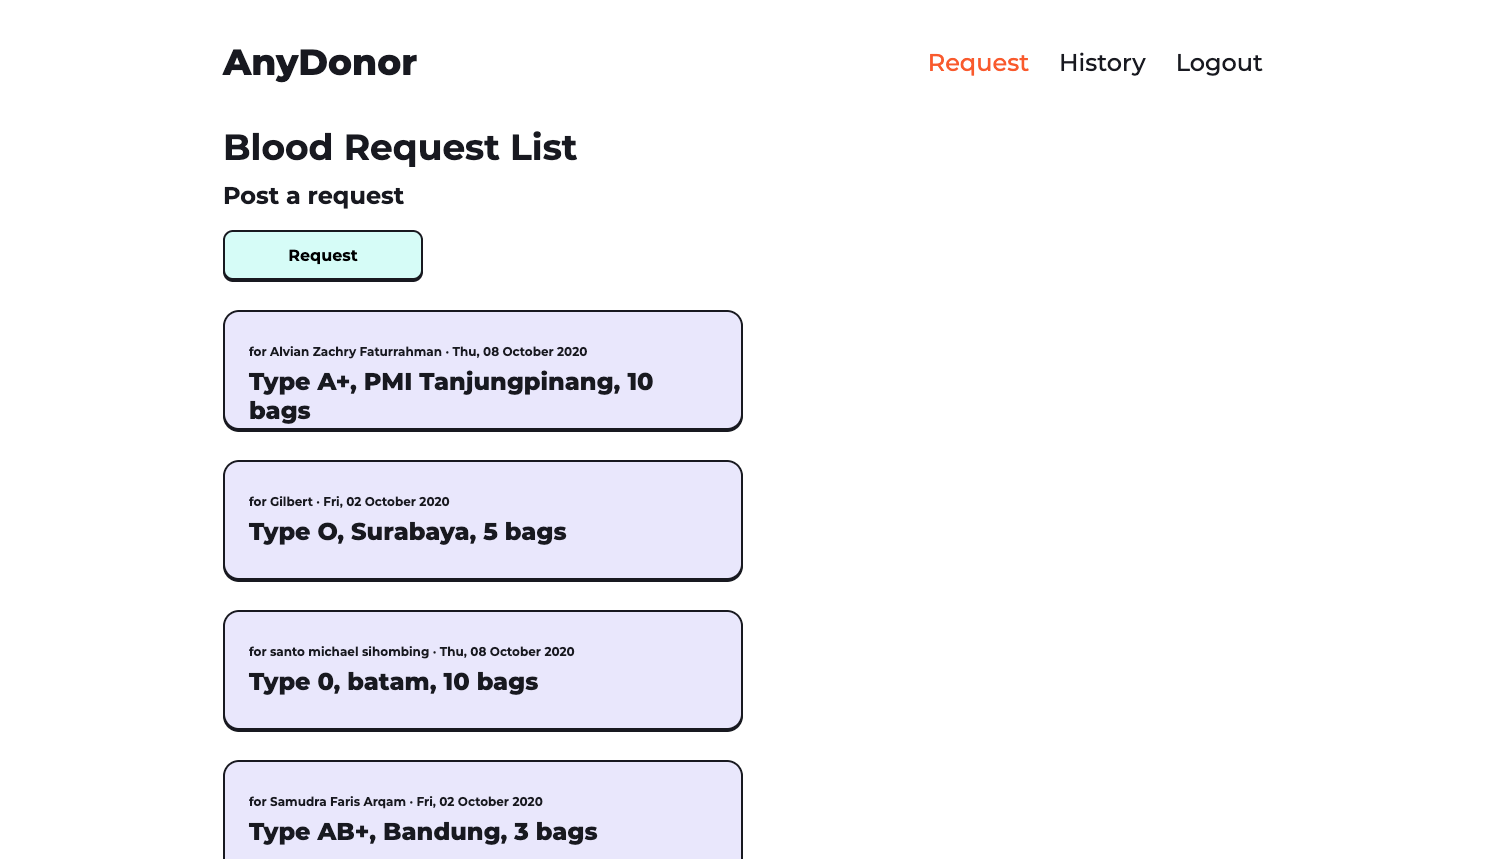 AnyDonor
Request History Logout
Blood Request List
Post a request
Request
for Alvian Zachry Faturrahman · Thu, 08 October 2020
Type A+, PMI Tanjungpinang, 10
bags
for Gilbert · Fri, 02 October 2020
Type O, Surabaya, 5 bags
for santo michael sihombing · Thu, 08 October 2020
Type 0, batam, 10 bags
for Samudra Faris Arqam · Fri, 02 October 2020
Type AB+, Bandung, 3 bags